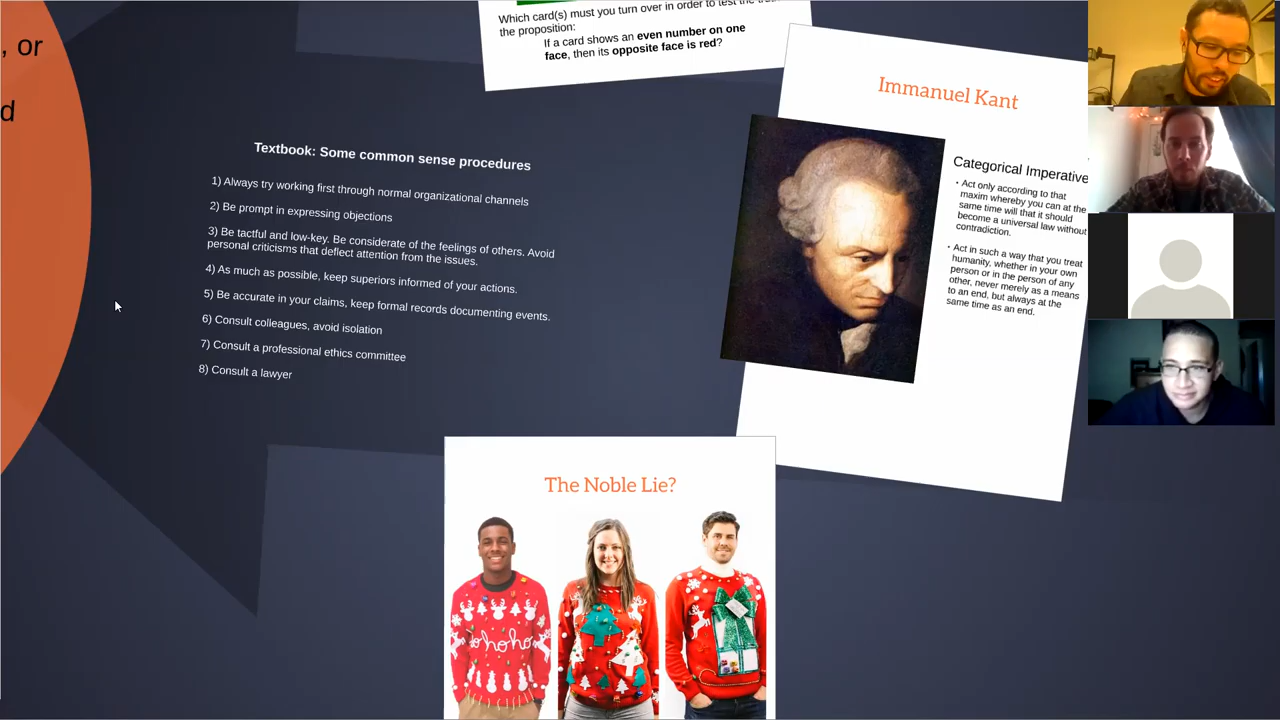 , or
d
Which card(s) must you turn over in order to test the
the proposition:
If a card shows an even number on one
face, then its opposite face is red?
Textbook: Some common sense procedures
1) Always try working first through normal organizational channels
2) Be prompt in expressing objections
3) Be tactful and low-key. Be considerate of the feelings of others. Avoid
personal criticisms that deflect attention from the issues.
4) As much as possible, keep superiors informed of your actions.
5) Be accurate in your claims, keep formal records documenting events.
6) Consult colleagues, avoid isolation
7) Consult a professional ethics committee
8) Consult a lawyer
Immanuel Kant
Categorical Imperative
• Act only according to that
maxim whereby you can at the
same time will that it should
become a universal law without
contradiction.
• Act in such a way that you treat
humanity, whether in your own
person or in the person of any
other, never merely as a means
to an end, but always at the
same time as an end.
The Noble Lie?
hohoho